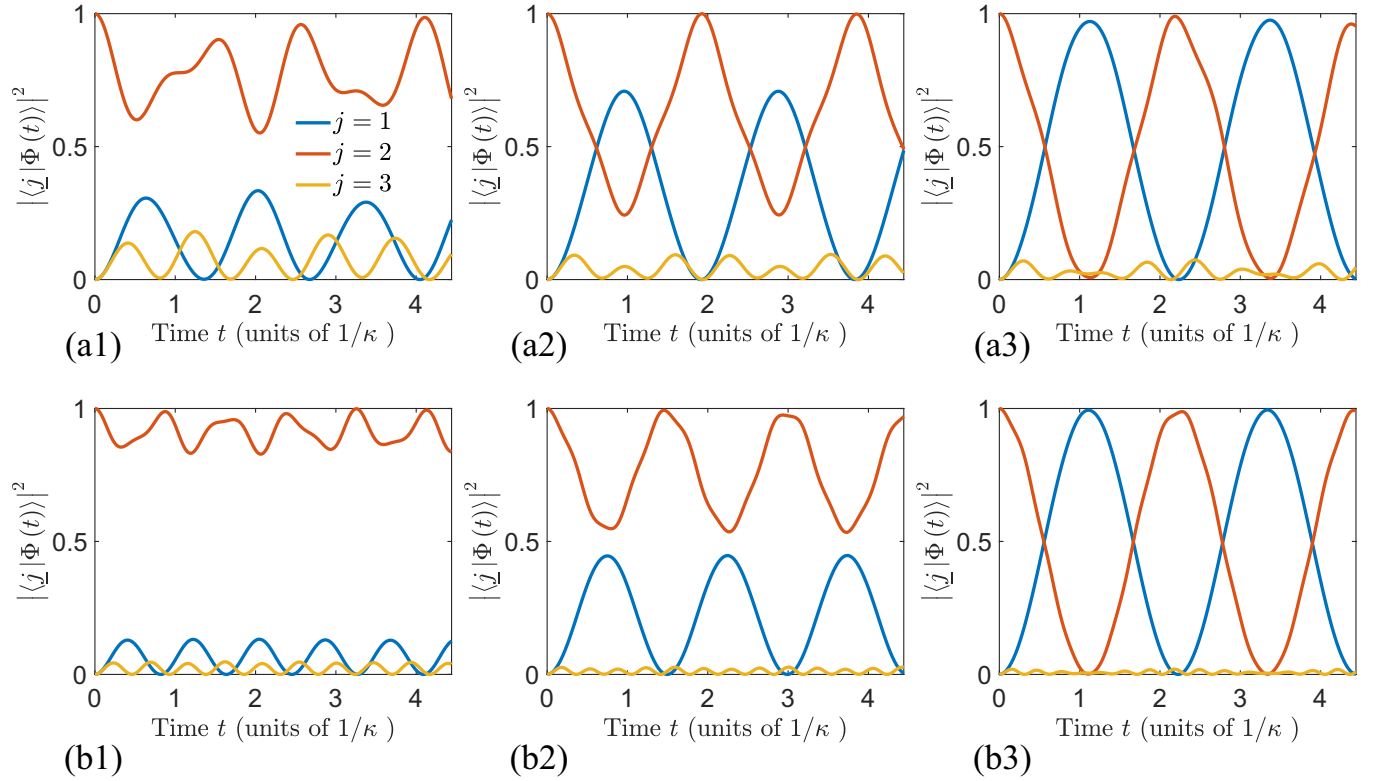 1
0.5
0
|⟨j̲|Φ(t)⟩|²
j = 1
j = 2
j = 3
0 1 2 3 4
Time t (units of 1/κ )
(a1)
1
0.5
0
|⟨j̲|Φ(t)⟩|²
0 1 2 3 4
Time t (units of 1/κ )
(a2)
1
0.5
0
|⟨j̲|Φ(t)⟩|²
0 1 2 3 4
Time t (units of 1/κ )
(a3)
1
0.5
0
|⟨j̲|Φ(t)⟩|²
0 1 2 3 4
Time t (units of 1/κ )
(b1)
1
0.5
0
|⟨j̲|Φ(t)⟩|²
0 1 2 3 4
Time t (units of 1/κ )
(b2)
1
0.5
0
|⟨j̲|Φ(t)⟩|²
0 1 2 3 4
Time t (units of 1/κ )
(b3)